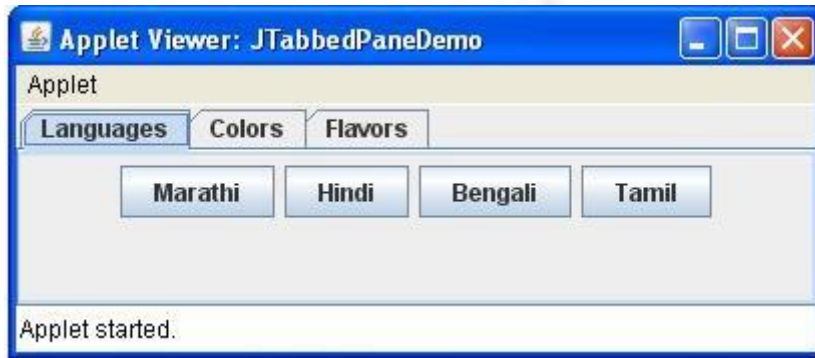 Applet Viewer: JTabbedPaneDemo
Applet
Languages Colors Flavors
Marathi Hindi Bengali Tamil
Applet started.